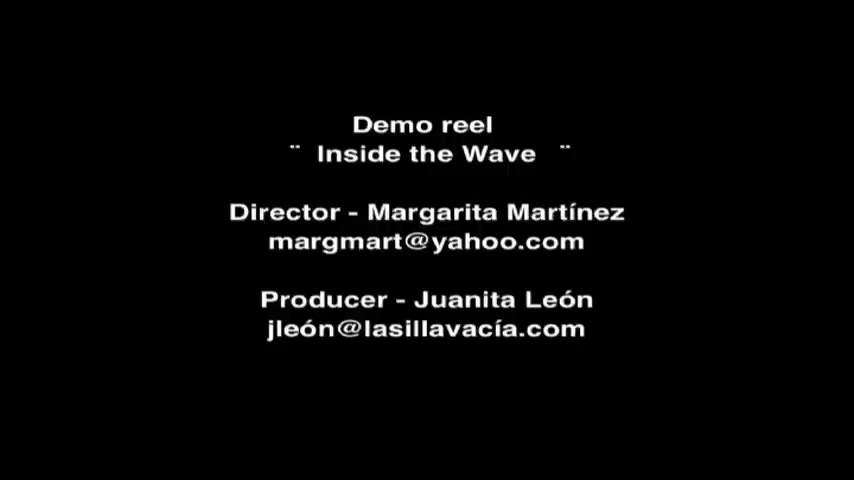 Demo reel
¨ Inside the Wave ¨
Director - Margarita Martínez
margmart@yahoo.com
Producer - Juanita León
jleón@lasillavacía.com